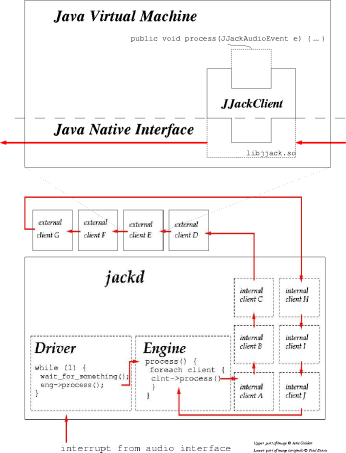 Java Virtual Machine
public void process(JJackAudioEvent e) { ... }
JJackClient
Java Native Interface
libjjack.so
external client G
external client F
external client E
external client D
jackd
internal client C
internal client H
internal client B
internal client I
internal client A
internal client J
Driver
while (1) {
wait_for_something();
eng->process();
}
Engine
process() {
foreach client {
clnt->process()
}
}
interrupt from audio interface
Upper part of image © Jens Gulden
Lower part of image (original) © Paul Davis